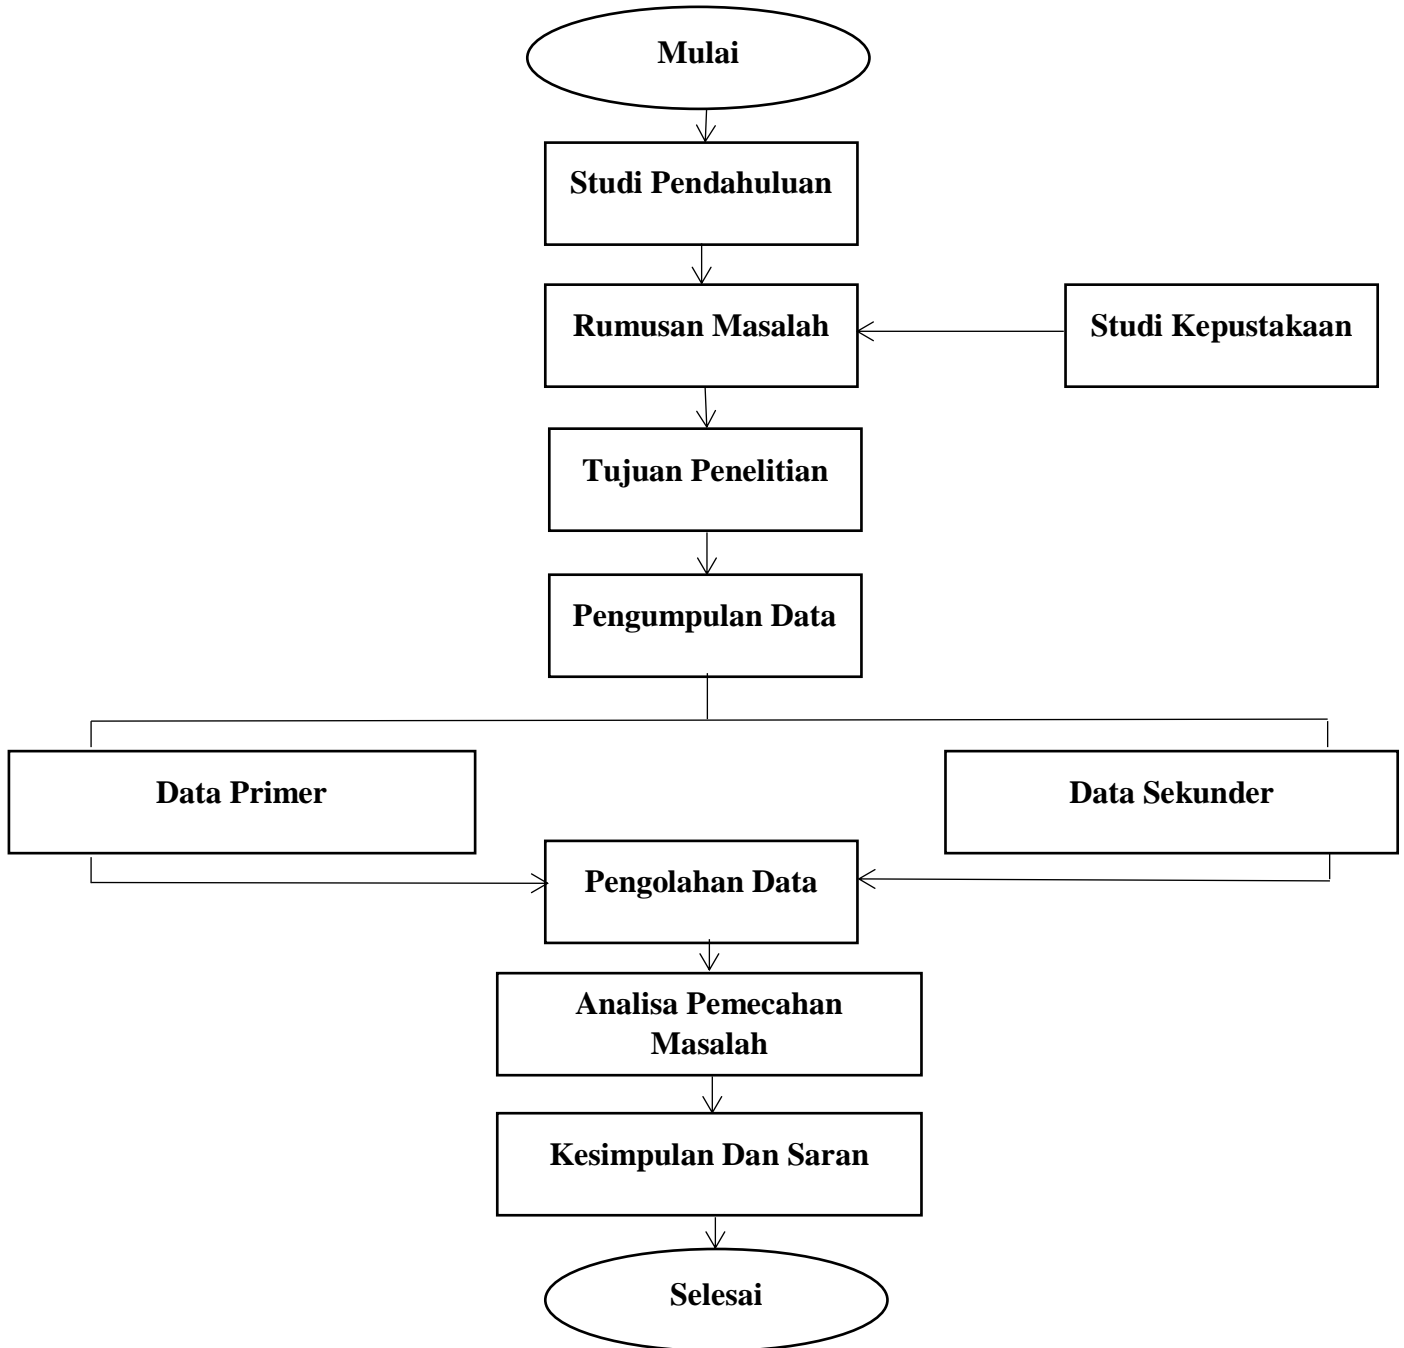 Mulai
Studi Pendahuluan
Rumusan Masalah
Studi Kepustakaan
Tujuan Penelitian
Pengumpulan Data
Data Primer
Data Sekunder
Pengolahan Data
Analisa Pemecahan
Masalah
Kesimpulan Dan Saran
Selesai